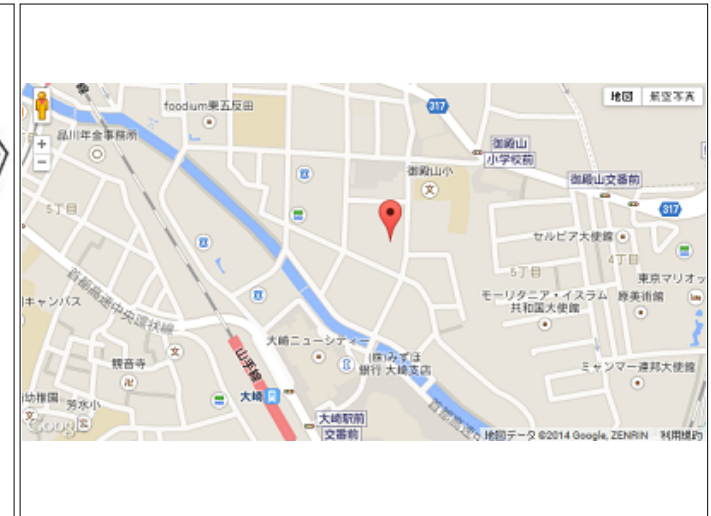 地図
航空写真
317
foodium東五反田
品川年金事務所
御殿山
小学校前
御殿山小
御殿山交番前
317
5丁目
セルビア大使館
4丁目
5丁目
東京マリオッ
モーリタニア・イスラム
共和国大使館
原美術館
キャンパス
首都高速中央環状線
大崎ニューシティー
(株)みずほ
銀行 大崎支店
山手線
観音寺
ミャンマー連邦大使館
大崎
幼稚園
芳水小
大崎駅前
交番前
首都高速
Google
地図データ ©2014 Google, ZENRIN
利用規約